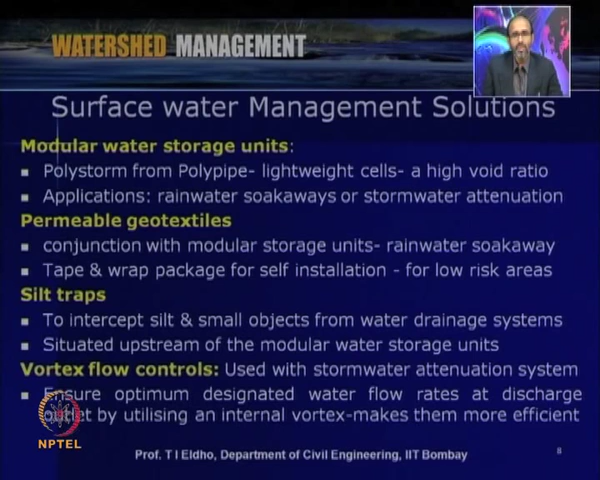 WATERSHED MANAGEMENT
Surface water Management Solutions
Modular water storage units:
Polystorm from Polypipe- lightweight cells- a high void ratio
Applications: rainwater soakaways or stormwater attenuation
Permeable geotextiles
conjunction with modular storage units- rainwater soakaway
Tape & wrap package for self installation - for low risk areas
Silt traps
To intercept silt & small objects from water drainage systems
Situated upstream of the modular water storage units
Vortex flow controls: Used with stormwater attenuation system
Ensure optimum designated water flow rates at discharge
outlet by utilising an internal vortex-makes them more efficient
NPTEL
Prof. T I Eldho, Department of Civil Engineering, IIT Bombay
8